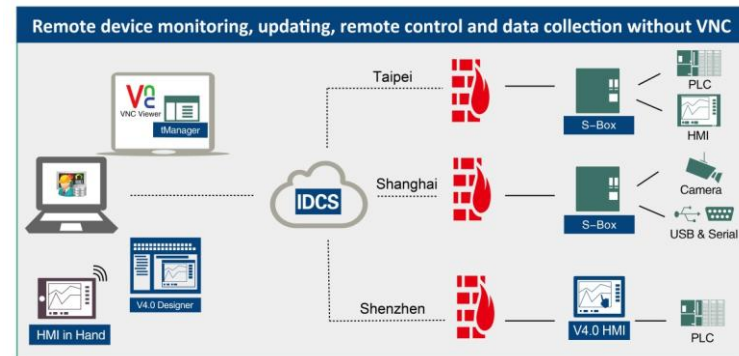 Remote device monitoring, updating, remote control and data collection without VNC
Vnc
VNC Viewer
tManager
HMI in Hand
V4.0 Designer
IDCS
Taipei
S-Box
PLC
HMI
Shanghai
S-Box
Camera
USB & Serial
Shenzhen
V4.0 HMI
PLC